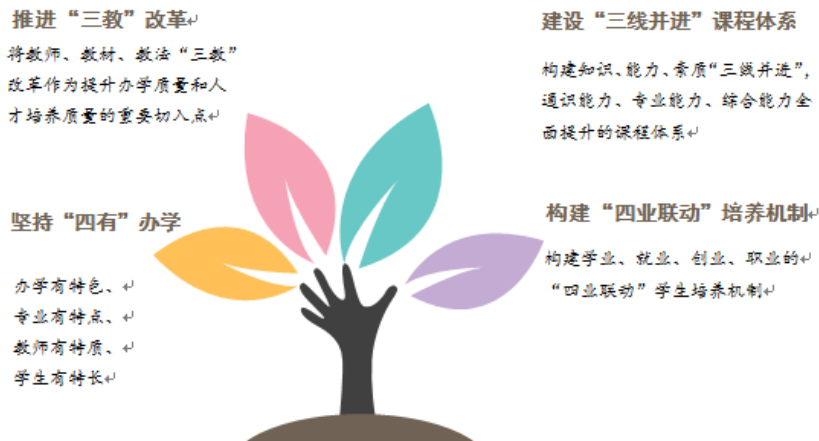 推进“三教”改革
将教师、教材、教法“三教”
改革作为提升办学质量和人
才培养质量的重要切入点
建设“三线并进”课程体系
构建知识、能力、素质“三线并进”，
通识能力、专业能力、综合能力全
面提升的课程体系
坚持“四有”办学
办学有特色、
专业有特点、
教师有特质、
学生有特长
构建“四业联动”培养机制
构建学业、就业、创业、职业的
“四业联动”学生培养机制